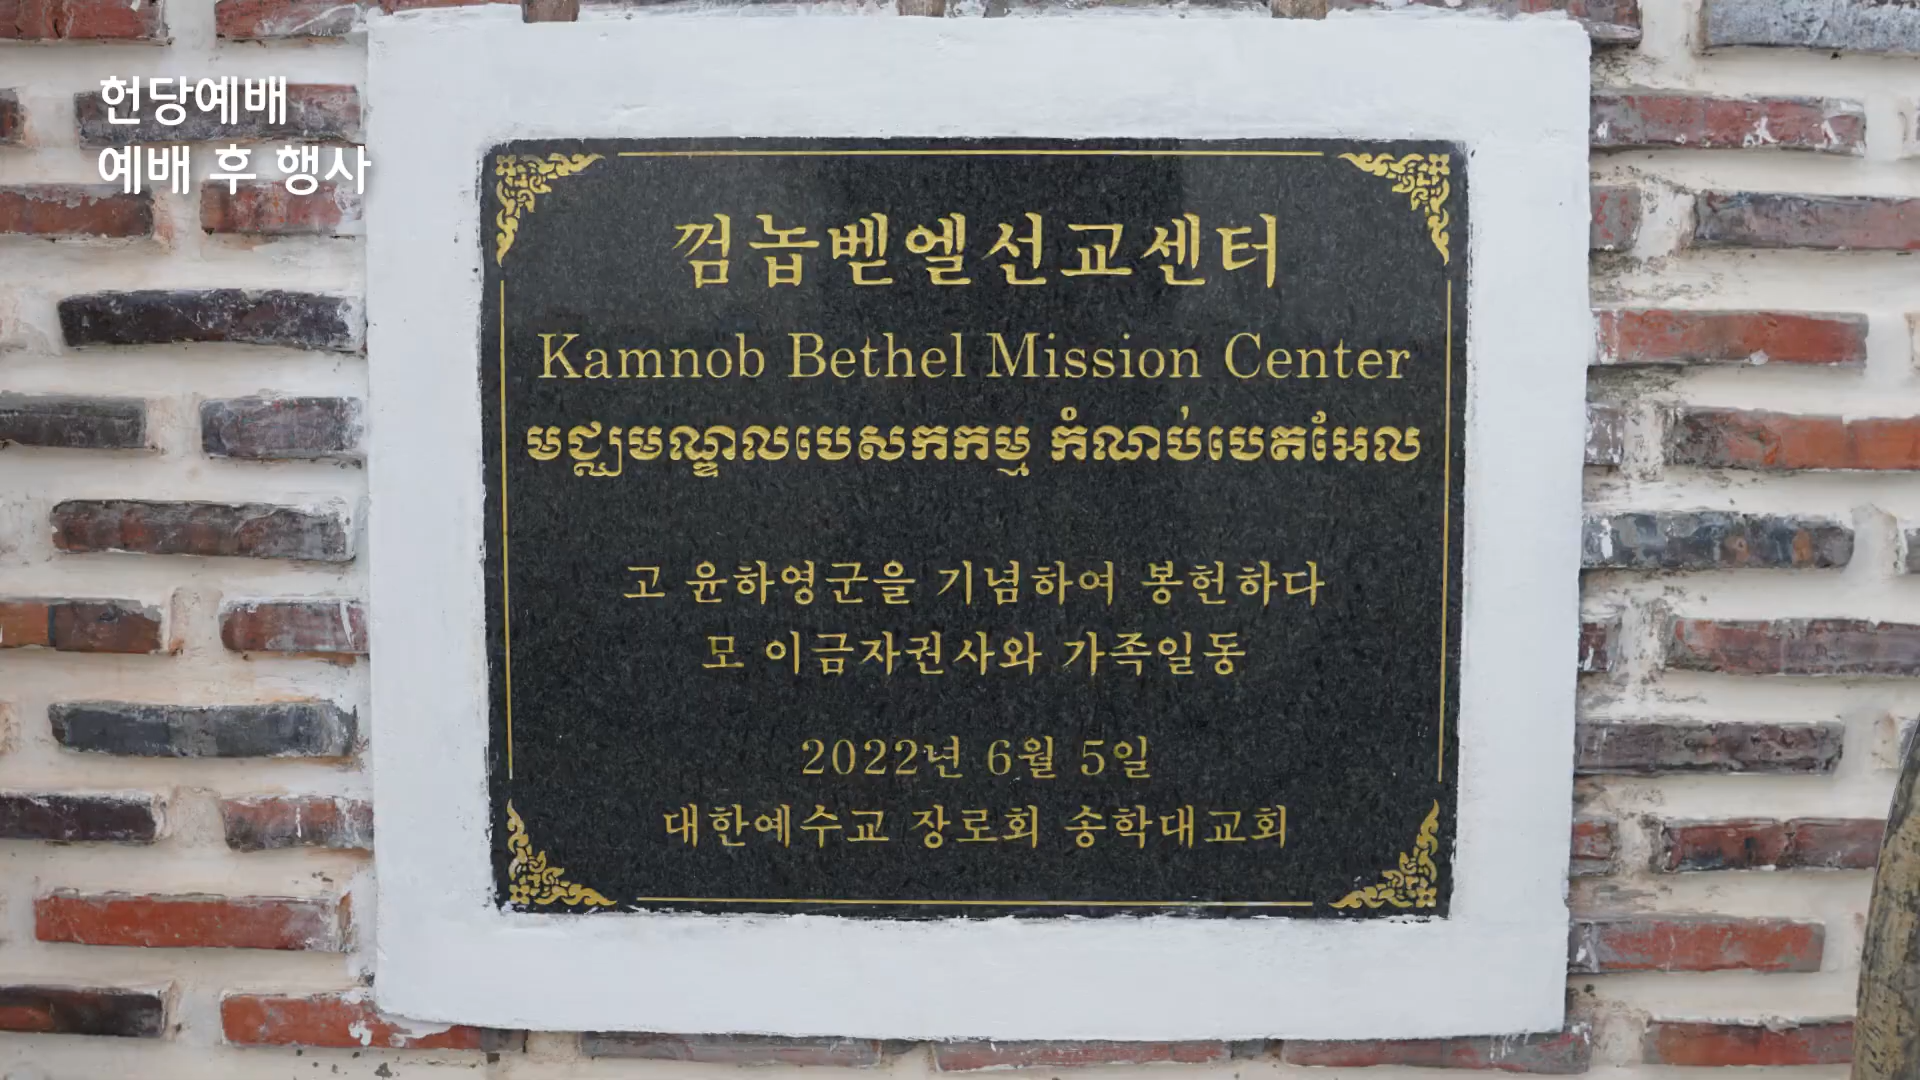 헌당예배
예배 후 행사
껌놉벧엘선교센터
Kamnob Bethel Mission Center
មជ្ឈមណ្ឌលបេសកកម្ម កំណប់បេតអែល
고 윤하영군을 기념하여 봉헌하다
모 이금자권사와 가족일동
2022년 6월 5일
대한예수교 장로회 송학대교회